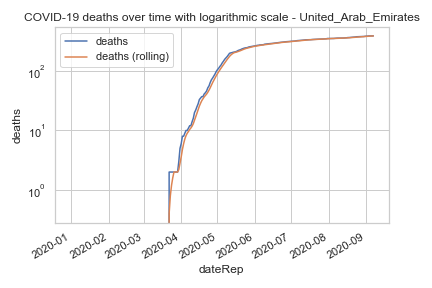 COVID-19 deaths over time with logarithmic scale - United_Arab_Emirates
deaths
deaths (rolling)
deaths
10²
10¹
10⁰
2020-01
2020-02
2020-03
2020-04
2020-05
2020-06
2020-07
2020-08
2020-09
dateRep